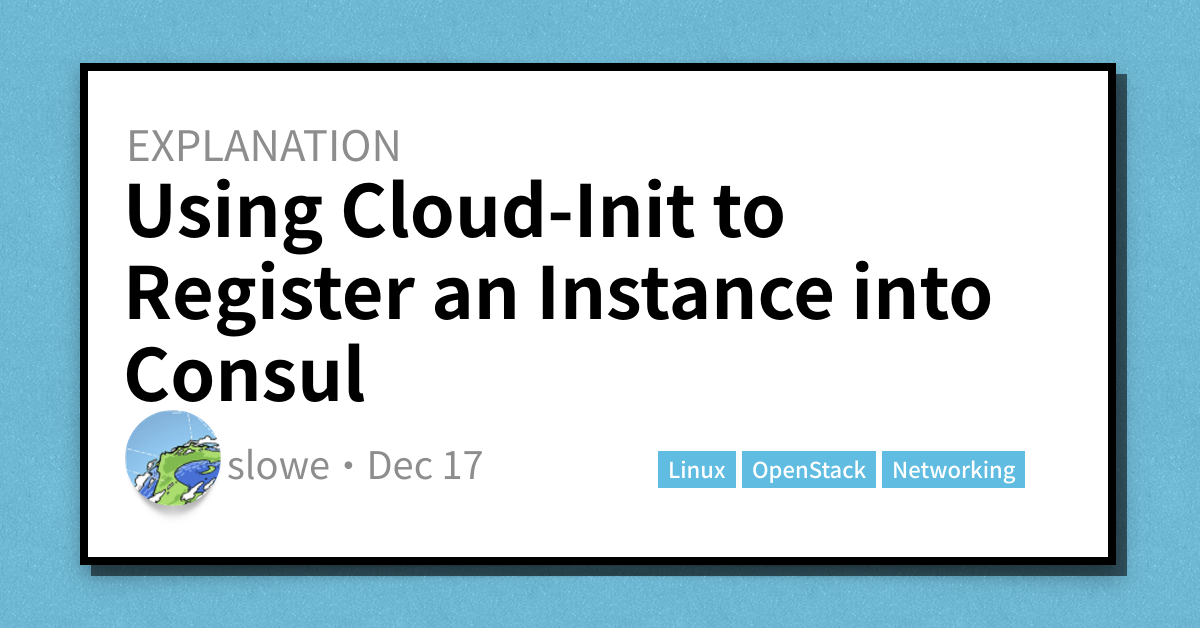 EXPLANATION
Using Cloud-Init to
Register an Instance into
Consul
slowe • Dec 17
Linux OpenStack Networking